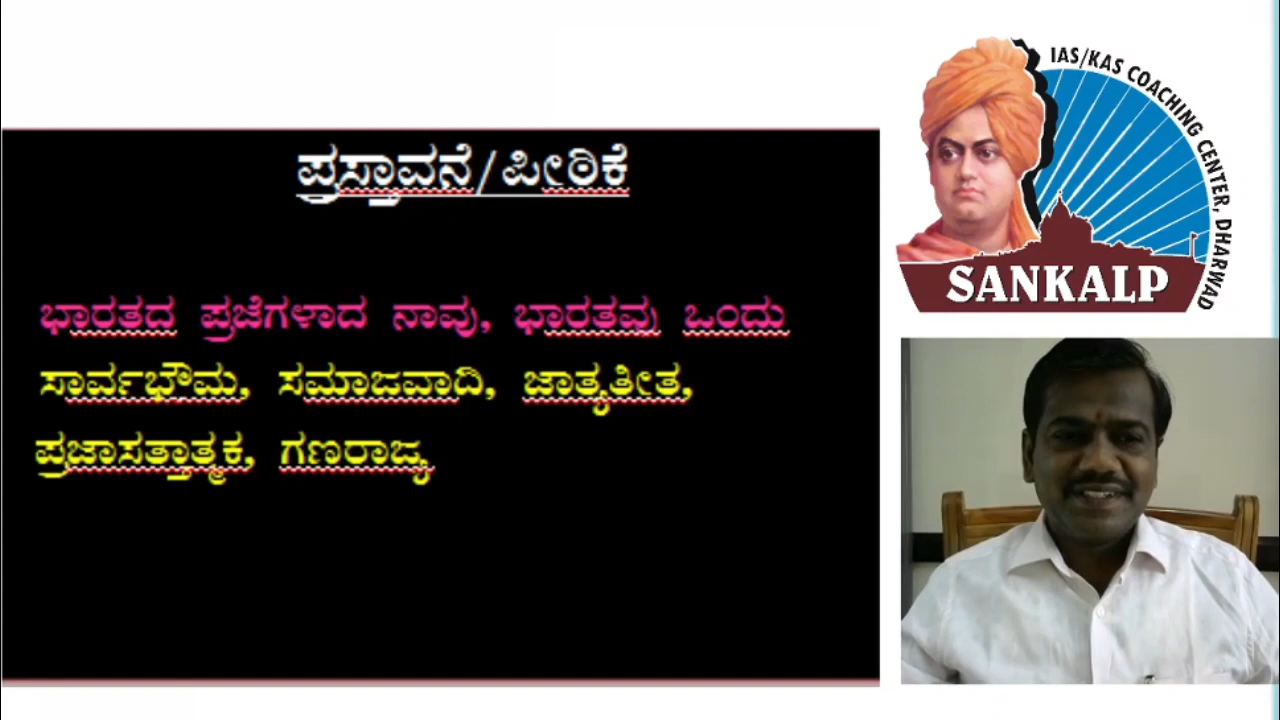 ಪ್ರಸ್ತಾವನೆ/ಪೀಠಿಕೆ
ಭಾರತದ ಪ್ರಜೆಗಳಾದ ನಾವು, ಭಾರತವು ಒಂದು
ಸಾರ್ವಭೌಮ, ಸಮಾಜವಾದಿ, ಜಾತ್ಯತೀತ,
ಪ್ರಜಾಸತ್ತಾತ್ಮಕ, ಗಣರಾಜ್ಯ
IAS/KAS COACHING CENTER, DHARWAD
SANKALP